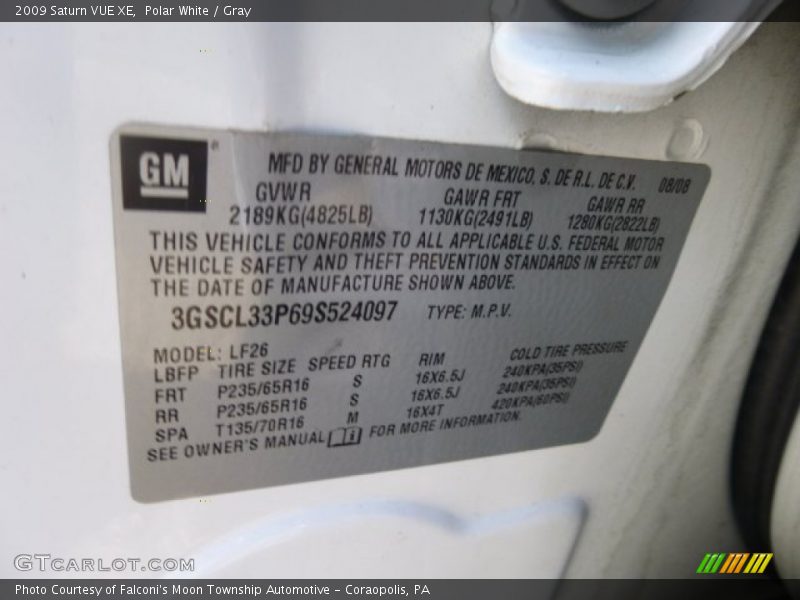 2009 Saturn VUE XE,  Polar White / Gray
GM®
MFD BY GENERAL MOTORS DE MEXICO, S. DE R.L. DE C.V. 08/08
GVWR GAWR FRT GAWR RR
2189KG(4825LB) 1130KG(2491LB) 1280KG(2822LB)
THIS VEHICLE CONFORMS TO ALL APPLICABLE U.S. FEDERAL MOTOR
VEHICLE SAFETY AND THEFT PREVENTION STANDARDS IN EFFECT ON
THE DATE OF MANUFACTURE SHOWN ABOVE.
3GSCL33P69S524097 TYPE: M.P.V.
MODEL: LF26
LBFP TIRE SIZE SPEED RTG RIM COLD TIRE PRESSURE
FRT P235/65R16 S 16X6.5J 240KPA(35PSI)
RR P235/65R16 S 16X6.5J 240KPA(35PSI)
SPA T135/70R16 M 16X4T 420KPA(60PSI)
SEE OWNER'S MANUAL i FOR MORE INFORMATION.
GTCARLOT.COM
Photo Courtesy of Falconi's Moon Township Automotive - Coraopolis, PA